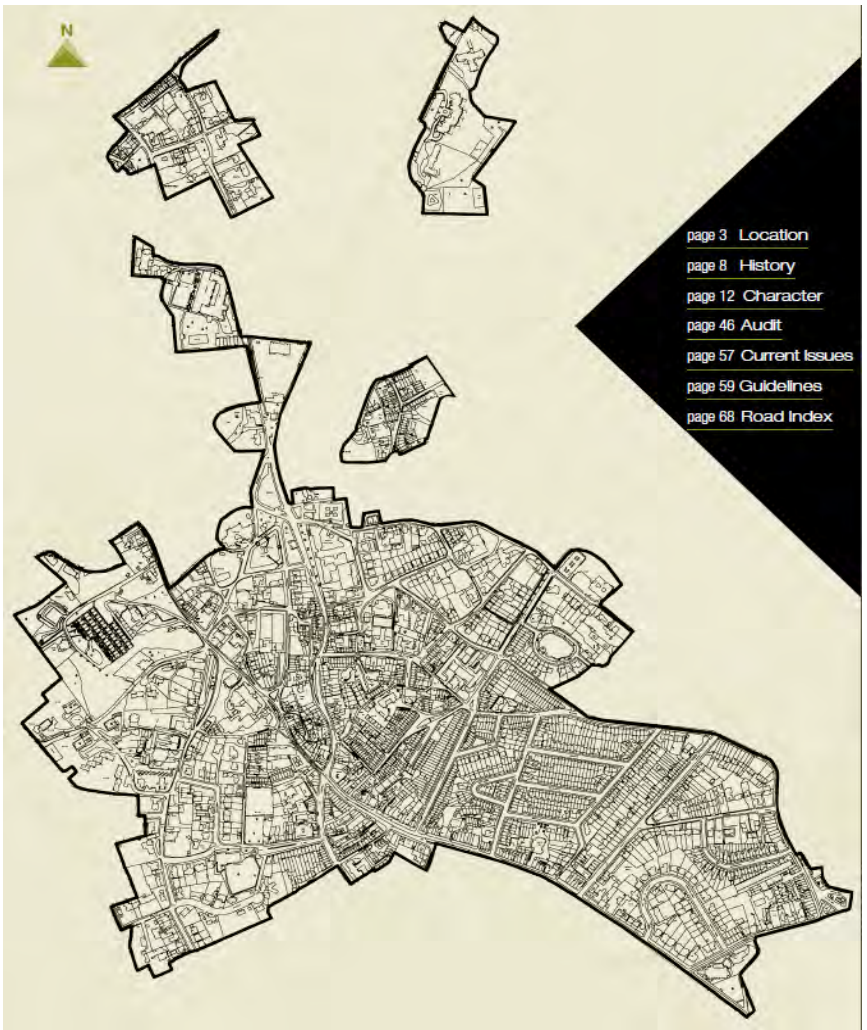 N
page 3 Location
page 8 History
page 12 Character
page 46 Audit
page 57 Current Issues
page 59 Guidelines
page 68 Road Index